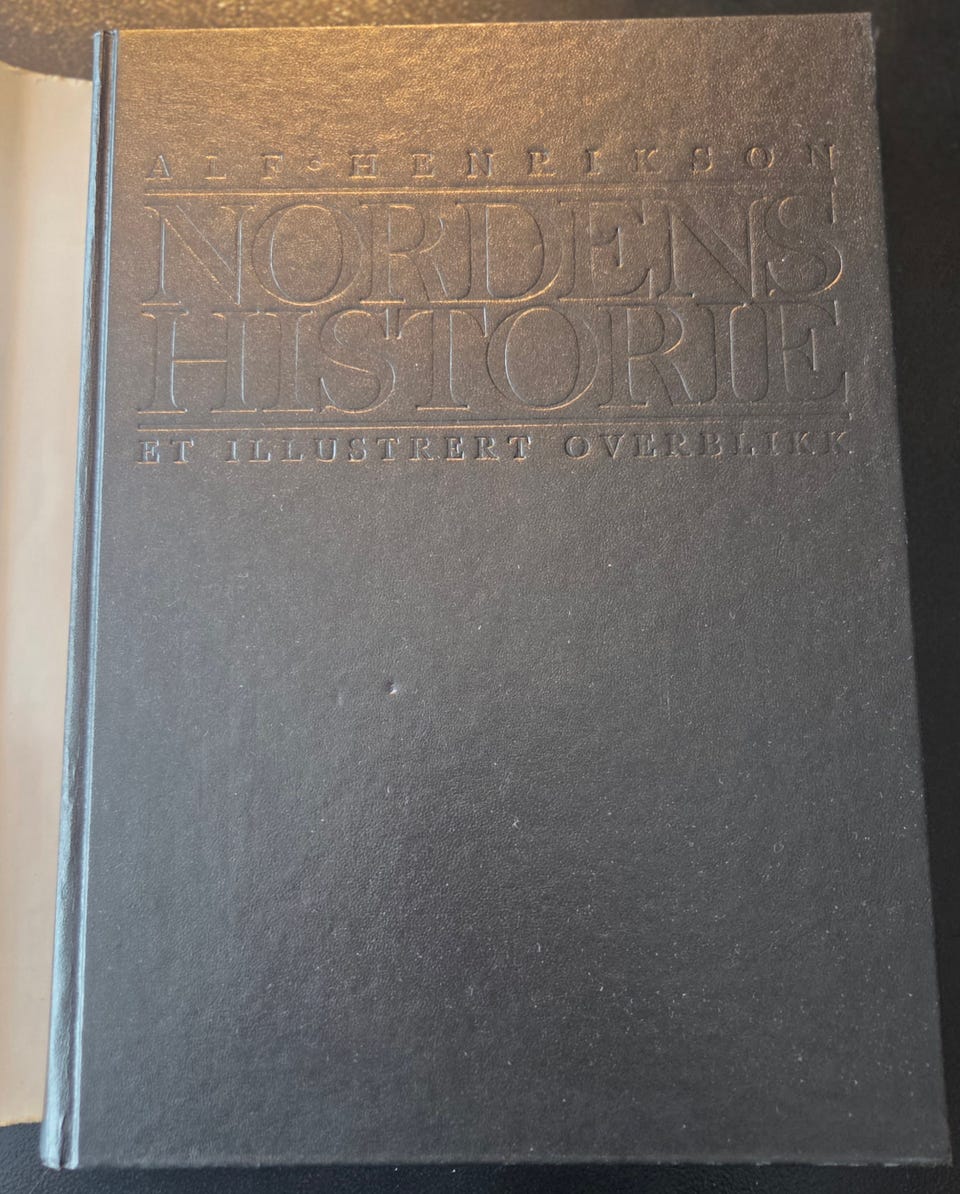 ALF HENRIKSON
NORDENS
HISTORIE
ET ILLUSTRERT OVERBLIKK